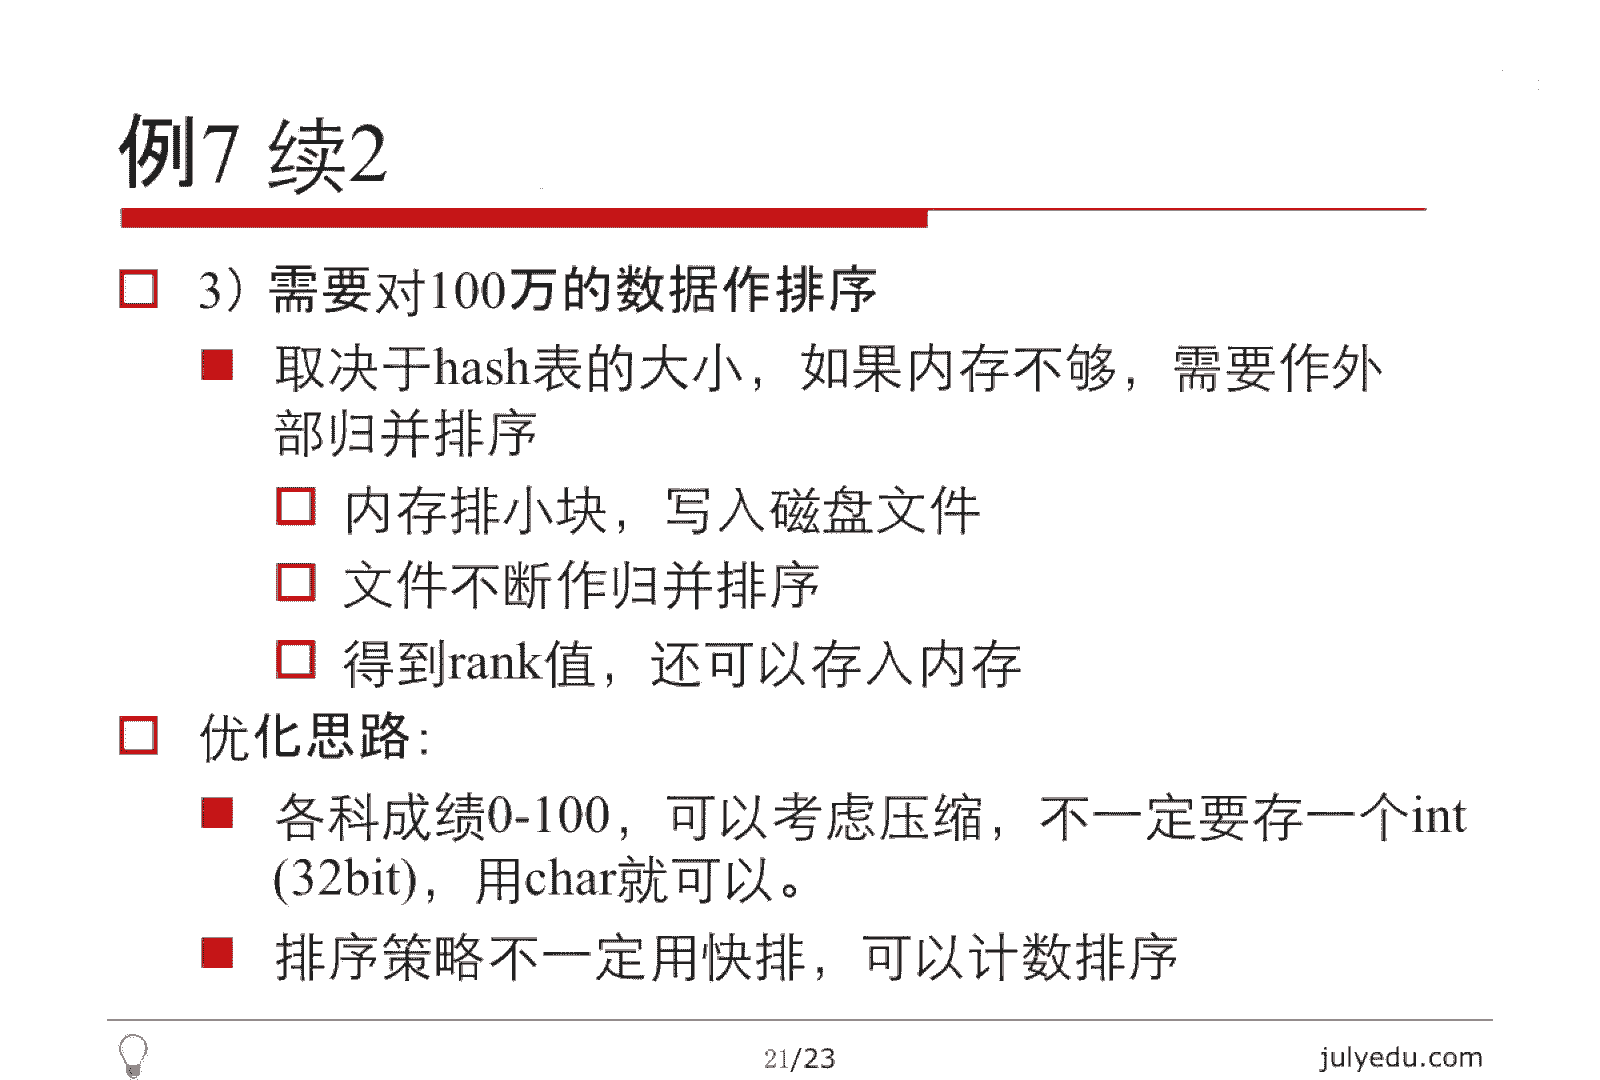 例7 续2
3）需要对100万的数据作排序
取决于hash表的大小，如果内存不够，需要作外
部归并排序
内存排小块，写入磁盘文件
文件不断作归并排序
得到rank值，还可以存入内存
优化思路：
各科成绩0-100，可以考虑压缩，不一定要存一个int
(32bit)，用char就可以。
排序策略不一定用快排，可以计数排序
21/23
julyedu.com